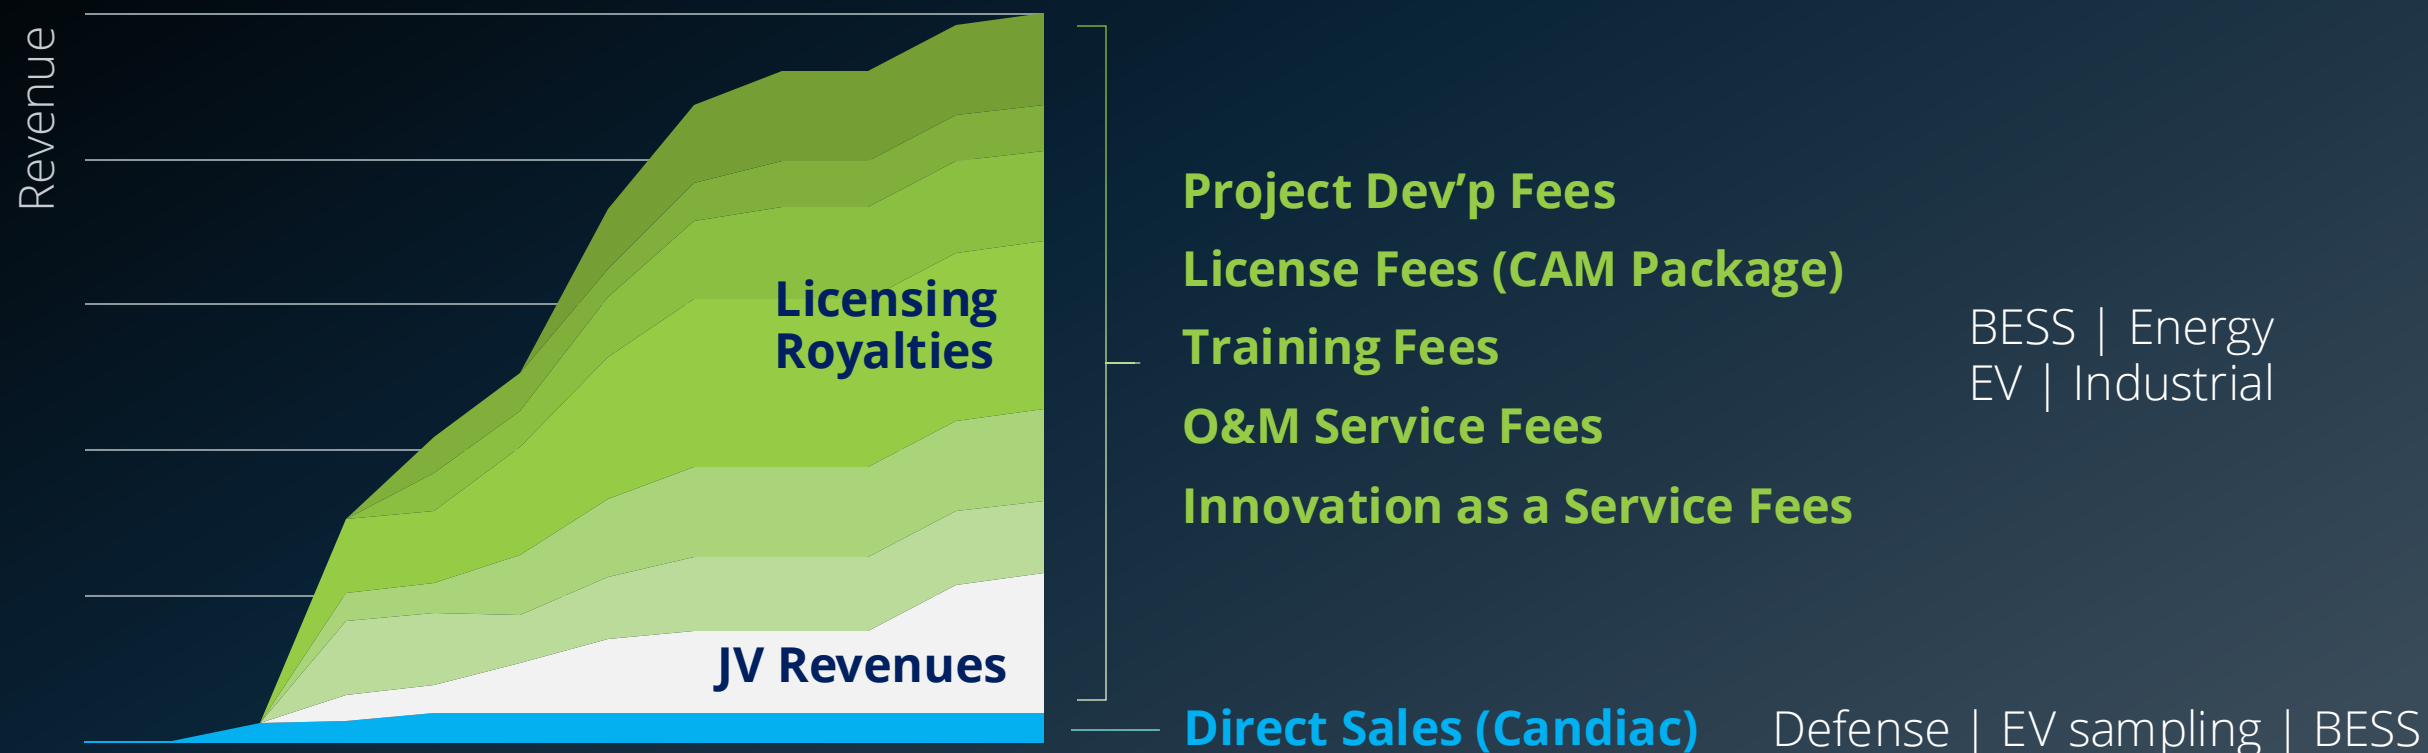 Revenue
Licensing
Royalties
JV Revenues
Project Dev’p Fees
License Fees (CAM Package)
Training Fees
O&M Service Fees
Innovation as a Service Fees
BESS | Energy
EV | Industrial
Direct Sales (Candiac)
Defense | EV sampling | BESS